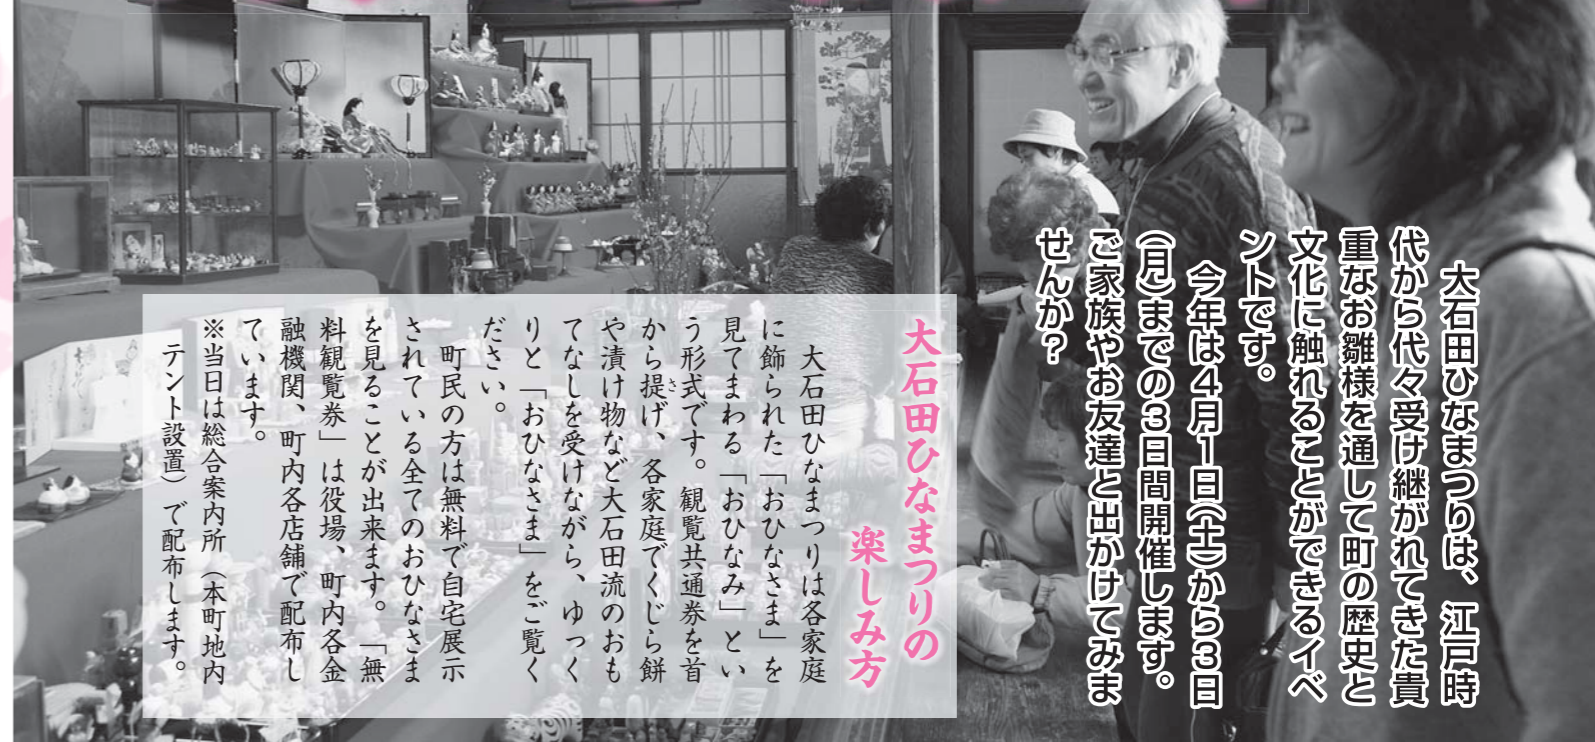 大石田ひなまつりは、江戸時
代から代々受け継がれてきた貴
重なお雛様を通して町の歴史と
文化に触れることができるイベ
ントです。
今年は４月１日（土）から３日
（月）までの３日間開催します。
ご家族やお友達と出かけてみま
せんか？
大石田ひなまつりの
楽しみ方
大石田ひなまつりは各家庭
に飾られた「おひなさま」を
見てまわる「おひなみ」とい
う形式です。観覧共通券を首
から提げ、各家庭でくじら餅
や漬け物など大石田流のおも
てなしを受けながら、ゆっく
りと「おひなさま」をご覧く
ださい。
町民の方は無料で自宅展示
されている全てのおひなさま
を見ることが出来ます。「無
料観覧券」は役場、町内各金
融機関、町内各店舗で配布し
ています。
※当日は総合案内所（本町地内
テント設置）で配布します。